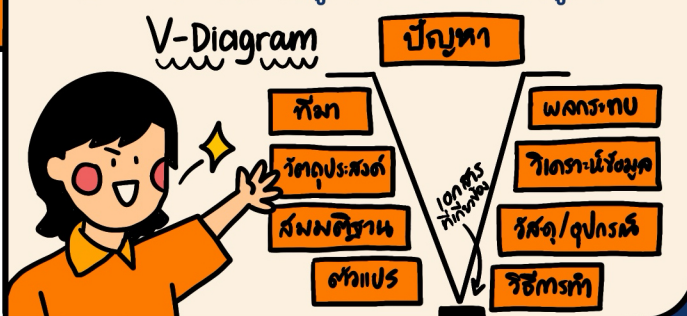 V-Diagram
ปัญหา
ที่มา
วัตถุประสงค์
สมมติฐาน
ตัวแปร
เอกสาร
ที่เกี่ยวข้อง
ผลกระทบ
วิเคราะห์ข้อมูล
วัสดุ/อุปกรณ์
วิธีการทำ